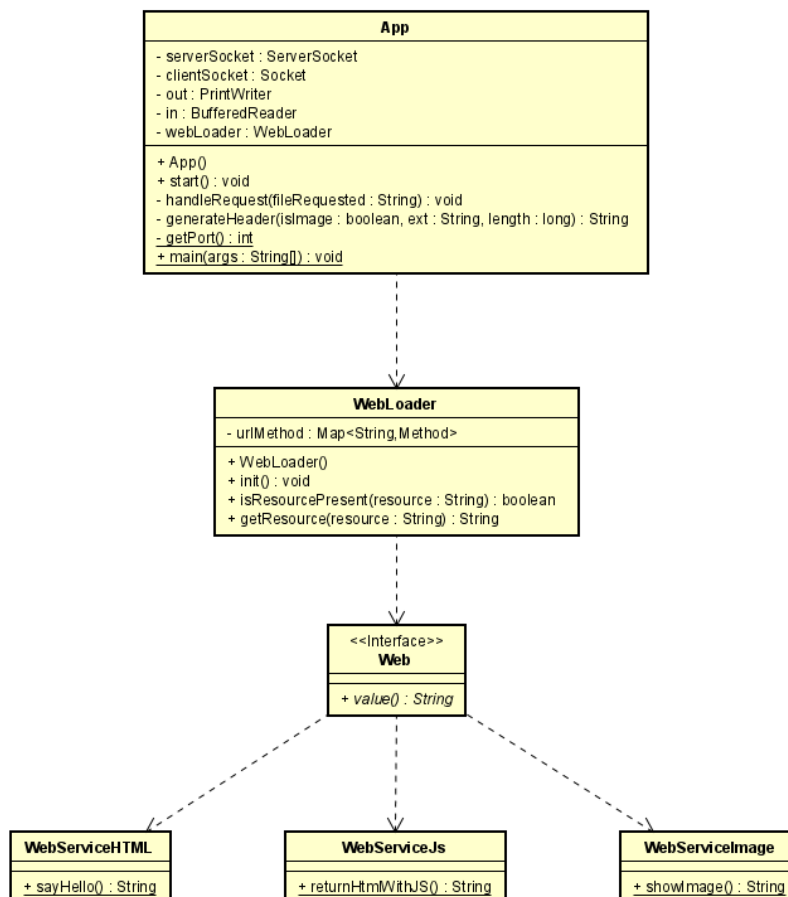 App
- serverSocket : ServerSocket
- clientSocket : Socket
- out : PrintWriter
- in : BufferedReader
- webLoader : WebLoader
+ App()
+ start() : void
- handleRequest(fileRequested : String) : void
- generateHeader(isImage : boolean, ext : String, length : long) : String
- getPort() : int
+ main(args : String[]) : void
WebLoader
- urlMethod : Map<String,Method>
+ WebLoader()
+ init() : void
+ isResourcePresent(resource : String) : boolean
+ getResource(resource : String) : String
<<Interface>>
Web
+ value() : String
WebServiceHTML
+ sayHello() : String
WebServiceJs
+ returnHtmlWithJS() : String
WebServiceImage
+ showImage() : String